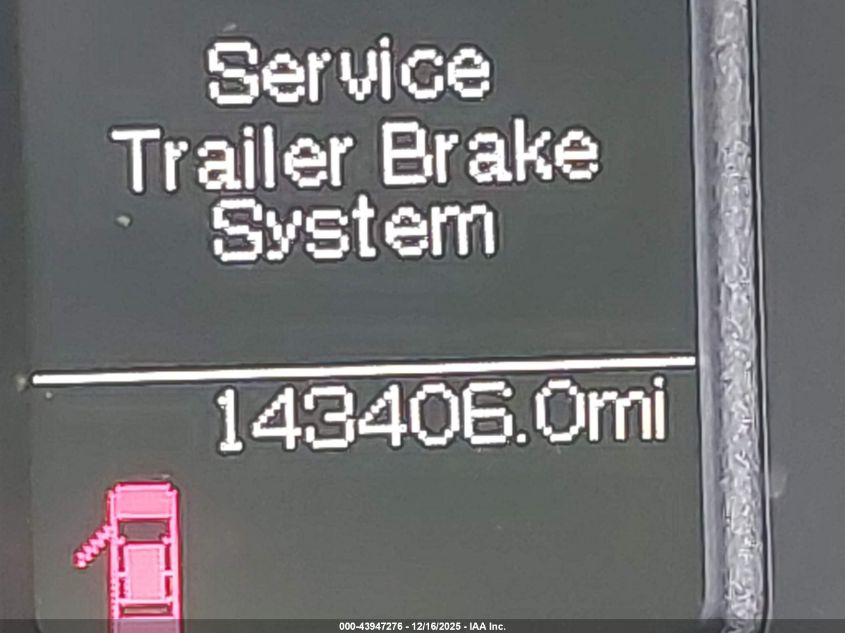 Service
Trailer Brake
System
143406.0mi
000-43947276 - 12/16/2025 - IAA Inc.